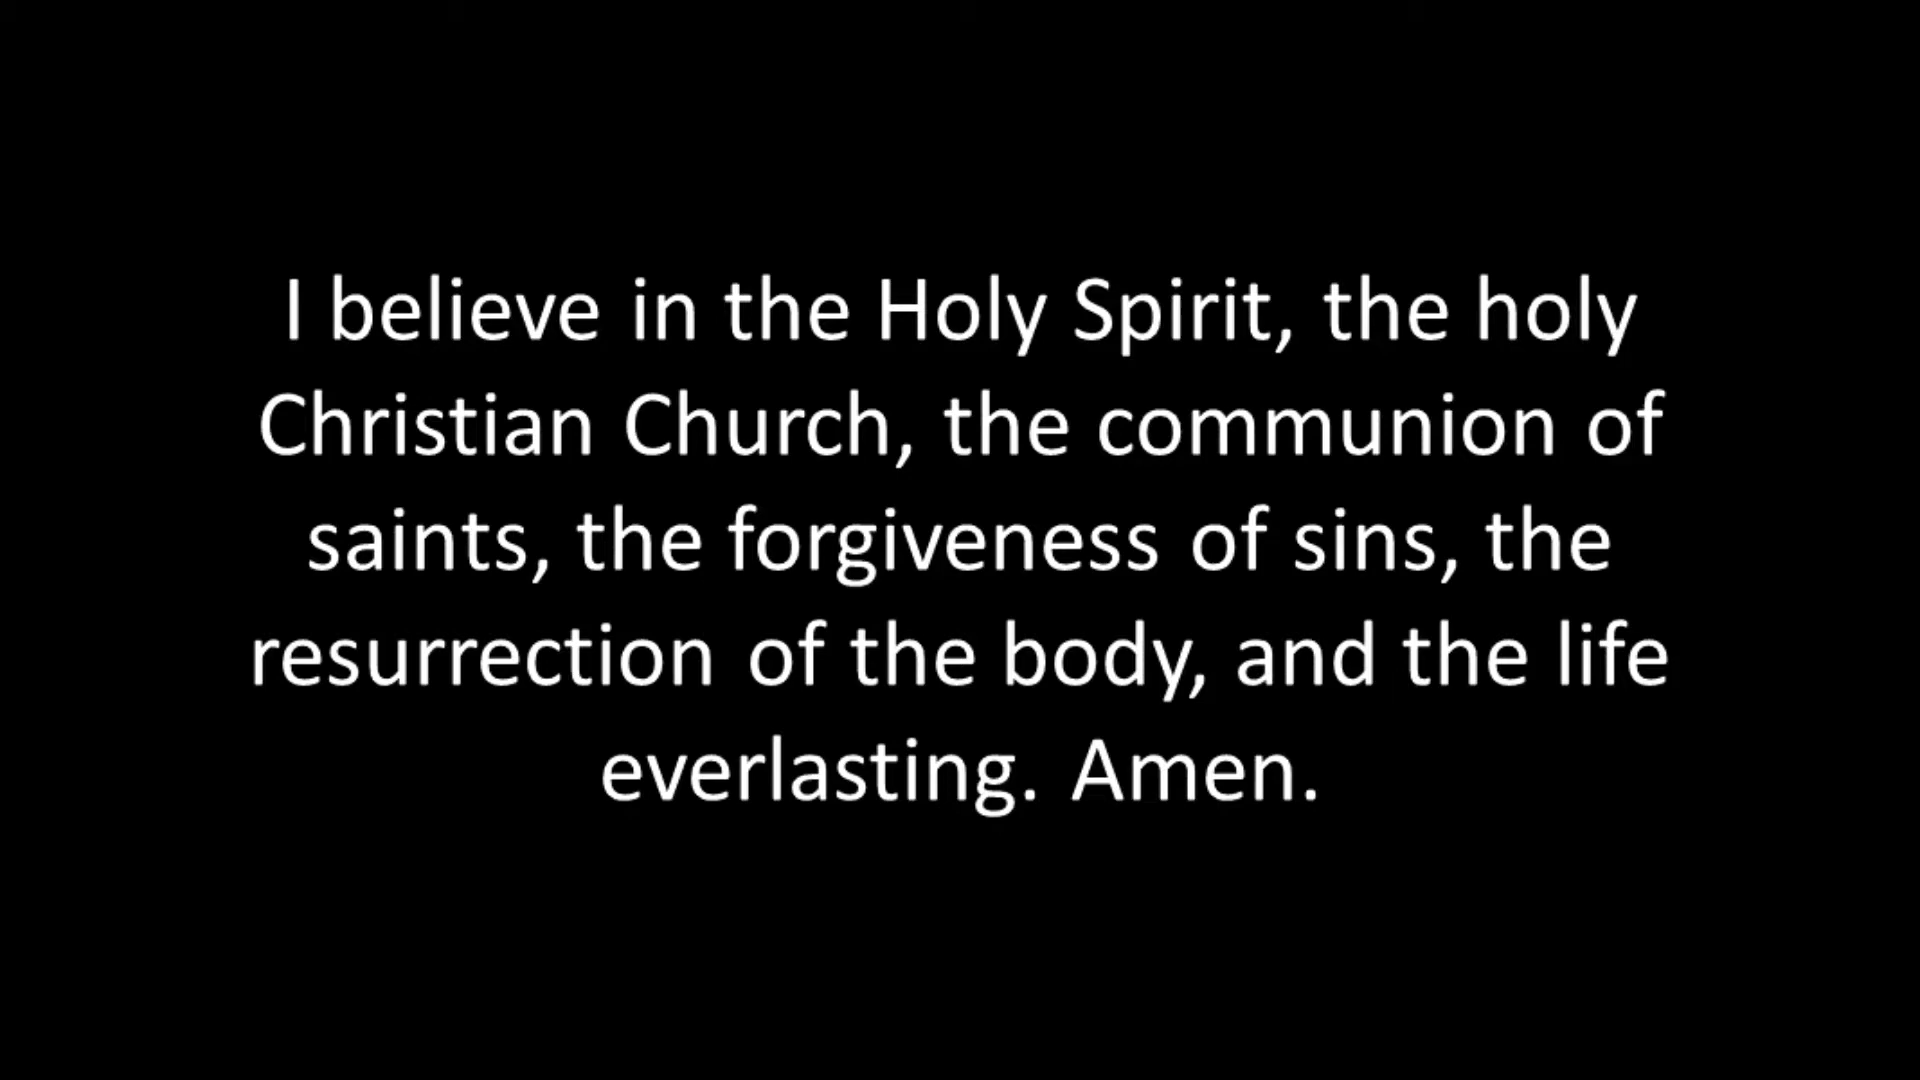 I believe in the Holy Spirit, the holy
Christian Church, the communion of
saints, the forgiveness of sins, the
resurrection of the body, and the life
everlasting. Amen.